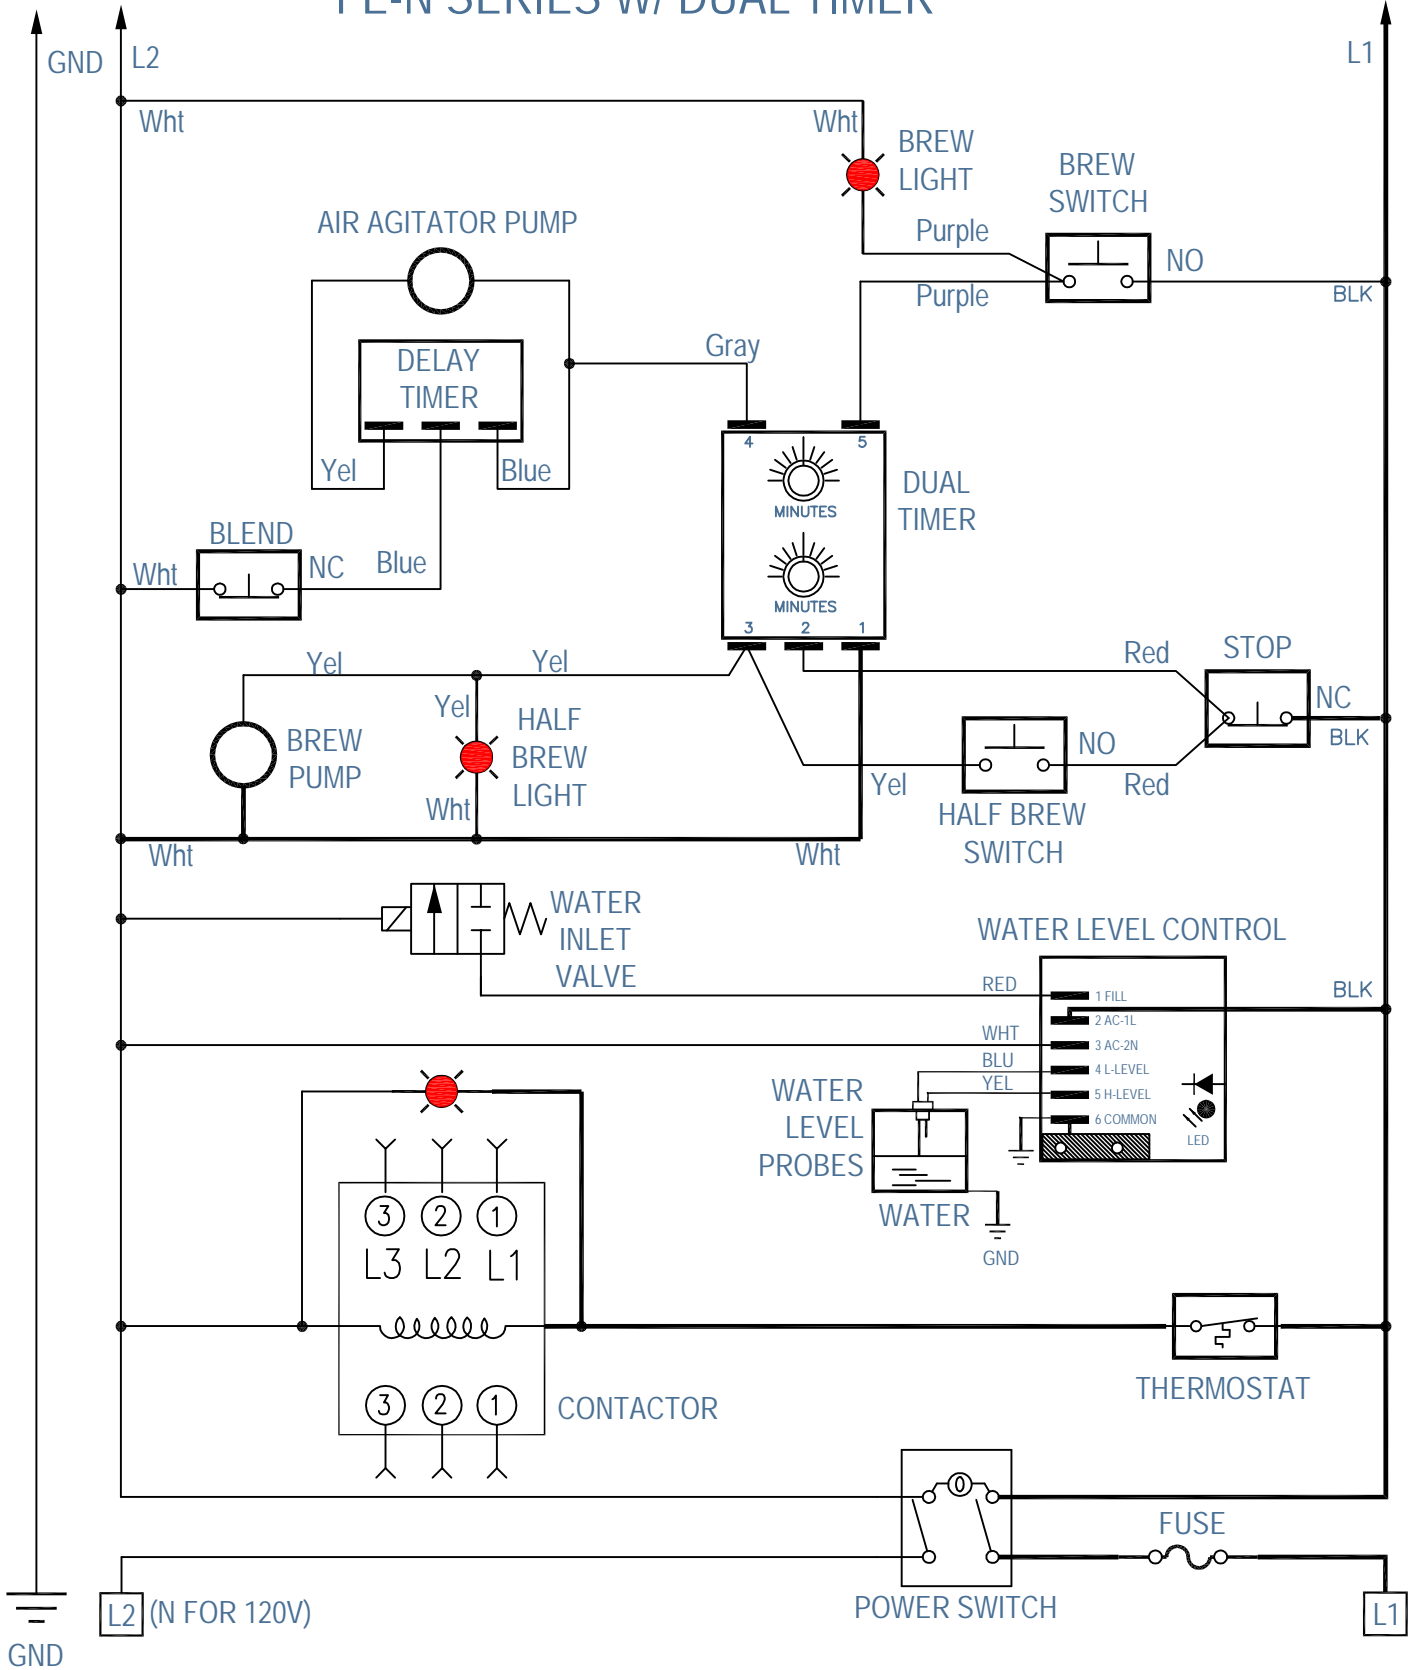 FE-N SERIES W/ DUAL TIMER
GND
L2
L1
Wht
Wht
BREW
LIGHT
BREW
SWITCH
AIR AGITATOR PUMP
Purple
NO
Purple
BLK
Gray
DELAY
TIMER
4
5
Yel
Blue
MINUTES
DUAL
TIMER
BLEND
Wht
NC
Blue
MINUTES
3
2
1
Yel
Yel
Red
STOP
Yel
HALF
BREW
LIGHT
NC
BLK
BREW
PUMP
NO
Yel
Red
Wht
HALF BREW
SWITCH
Wht
Wht
WATER
INLET
VALVE
WATER LEVEL CONTROL
RED
1 FILL
BLK
2 AC-1L
WHT
3 AC-2N
BLU
4 L-LEVEL
YEL
5 H-LEVEL
6 COMMON
LED
WATER
LEVEL
PROBES
WATER
GND
3
2
1
L3
L2
L1
THERMOSTAT
3
2
1
CONTACTOR
FUSE
POWER SWITCH
L2
(N FOR 120V)
L1
GND